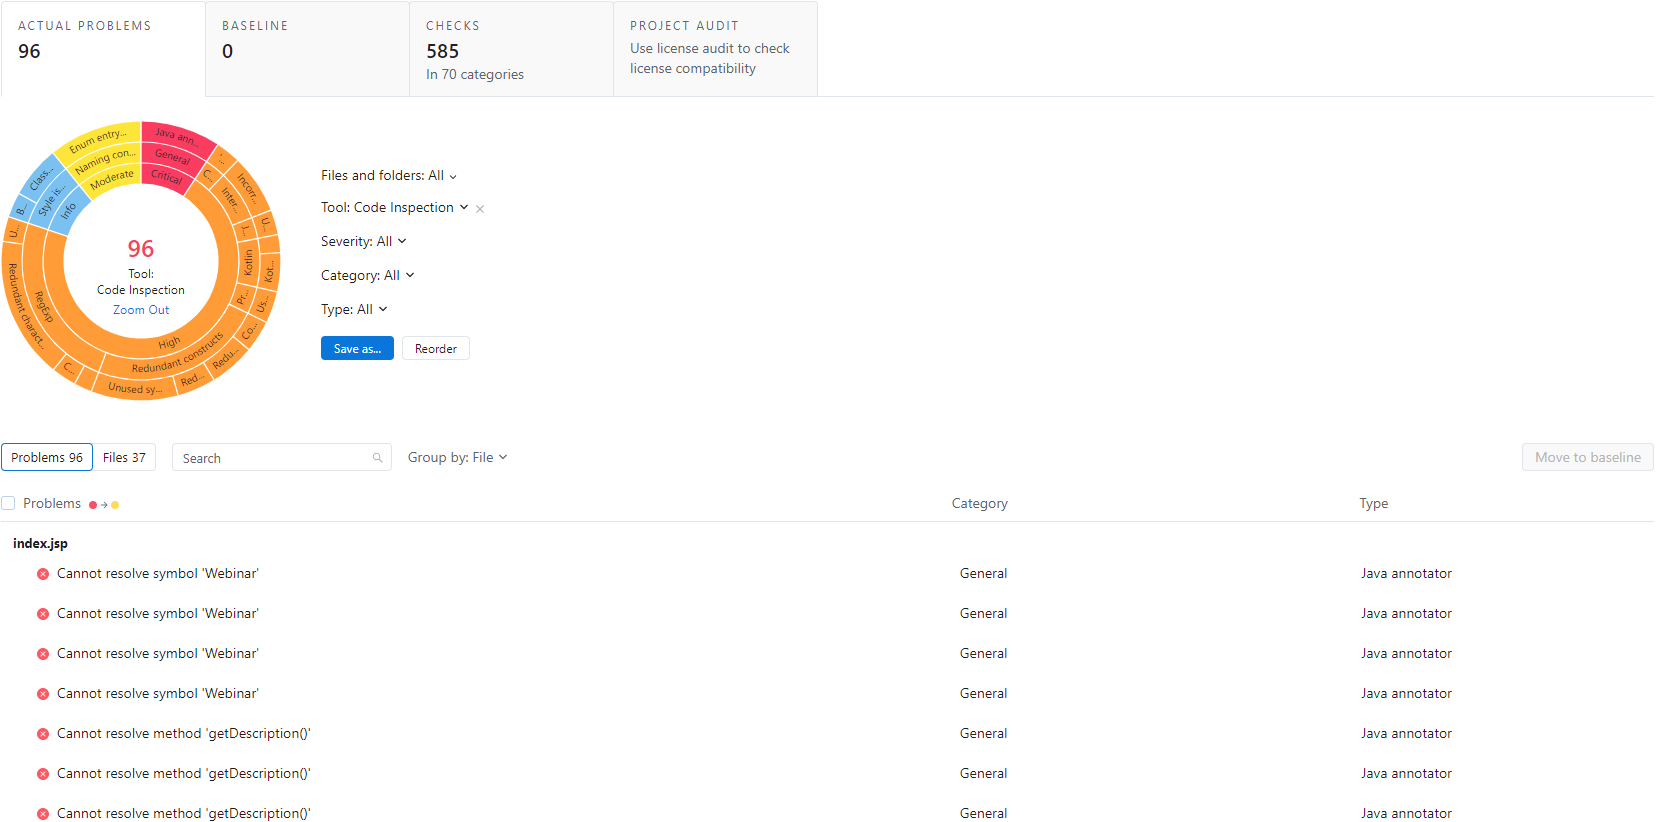 ACTUAL PROBLEMS
96
BASELINE
0
CHECKS
585
In 70 categories
PROJECT AUDIT
Use license audit to check
license compatibility
Enum entry...
Java ann...
Naming con...
General
Moderate
Critical
'...
C...
Incorr...
Inter...
Class...
Style is...
Info
B...
U...
J...
U...
Kotlin
Kot...
Pr...
Us...
Redundant charact...
RegExp
High
Redundant constructs
Co...
Redu...
C...
Unused sy...
Red...
96
Tool:
Code Inspection
Zoom Out
Files and folders: All
Tool: Code Inspection
Severity: All
Category: All
Type: All
Save as...
Reorder
Problems 96
Files 37
Search
Group by: File
Move to baseline
Problems
Category
Type
index.jsp
Cannot resolve symbol 'Webinar'
General
Java annotator
Cannot resolve symbol 'Webinar'
General
Java annotator
Cannot resolve symbol 'Webinar'
General
Java annotator
Cannot resolve symbol 'Webinar'
General
Java annotator
Cannot resolve method 'getDescription()'
General
Java annotator
Cannot resolve method 'getDescription()'
General
Java annotator
Cannot resolve method 'getDescription()'
General
Java annotator